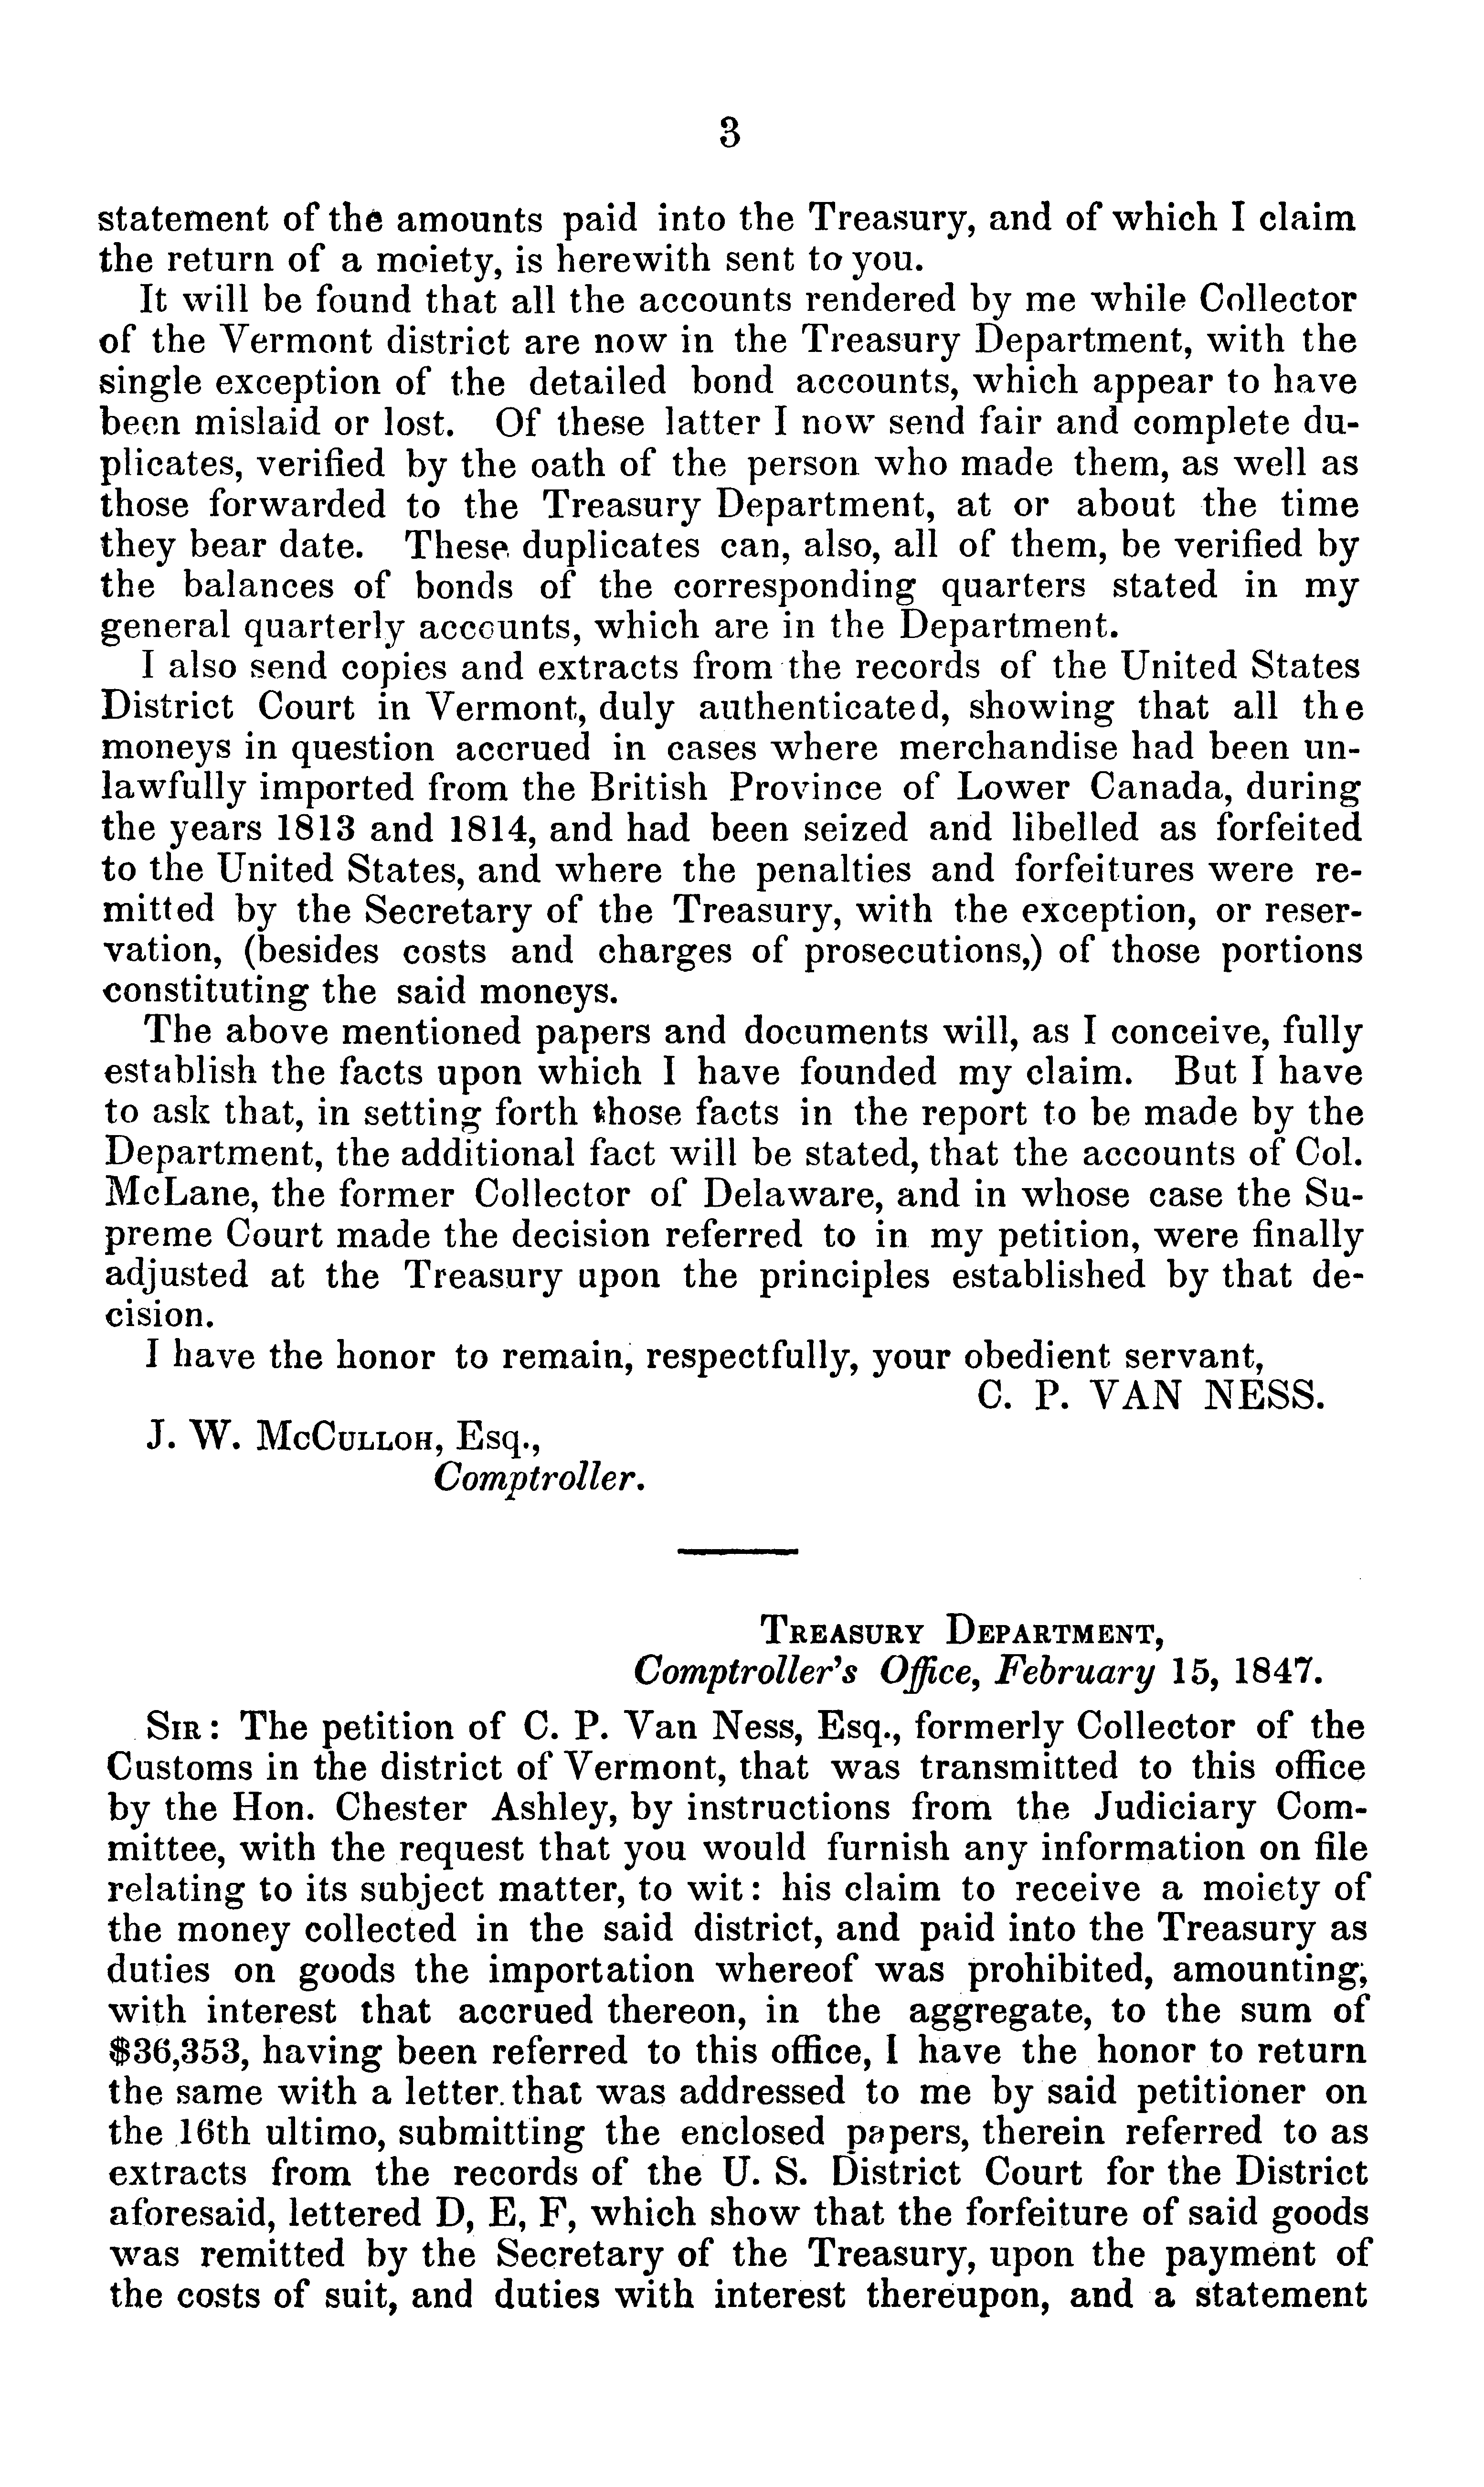 3
statement of the amounts paid into the Treasury, and of which I claim
the return of a moiety, is herewith sent to you.
It will be found that all the accounts rendered by me while Collector
of the Vermont district are now in the Treasury Department, with the
single exception of the detailed bond accounts, which appear to have
been mislaid or lost. Of these latter I now send fair and complete du-
plicates, verified by the oath of the person who made them, as well as
those forwarded to the Treasury Department, at or about the time
they bear date. These duplicates can, also, all of them, be verified by
the balances of bonds of the corresponding quarters stated in my
general quarterly accounts, which are in the Department.
I also send copies and extracts from the records of the United States
District Court in Vermont, duly authenticated, showing that all the
moneys in question accrued in cases where merchandise had been un-
lawfully imported from the British Province of Lower Canada, during
the years 1813 and 1814, and had been seized and libelled as forfeited
to the United States, and where the penalties and forfeitures were re-
mitted by the Secretary of the Treasury, with the exception, or reser-
vation, (besides costs and charges of prosecutions,) of those portions
constituting the said moneys.
The above mentioned papers and documents will, as I conceive, fully
establish the facts upon which I have founded my claim. But I have
to ask that, in setting forth those facts in the report to be made by the
Department, the additional fact will be stated, that the accounts of Col.
McLane, the former Collector of Delaware, and in whose case the Su-
preme Court made the decision referred to in my petition, were finally
adjusted at the Treasury upon the principles established by that de-
cision.
I have the honor to remain, respectfully, your obedient servant,
C. P. VAN NESS.
J. W. McCulloh, Esq.,
Comptroller.
Treasury Department,
Comptroller's Office, February 15, 1847.
Sir: The petition of C. P. Van Ness, Esq., formerly Collector of the
Customs in the district of Vermont, that was transmitted to this office
by the Hon. Chester Ashley, by instructions from the Judiciary Com-
mittee, with the request that you would furnish any information on file
relating to its subject matter, to wit: his claim to receive a moiety of
the money collected in the said district, and paid into the Treasury as
duties on goods the importation whereof was prohibited, amounting,
with interest that accrued thereon, in the aggregate, to the sum of
$36,353, having been referred to this office, I have the honor to return
the same with a letter that was addressed to me by said petitioner on
the 16th ultimo, submitting the enclosed papers, therein referred to as
extracts from the records of the U. S. District Court for the District
aforesaid, lettered D, E, F, which show that the forfeiture of said goods
was remitted by the Secretary of the Treasury, upon the payment of
the costs of suit, and duties with interest thereupon, and a statement